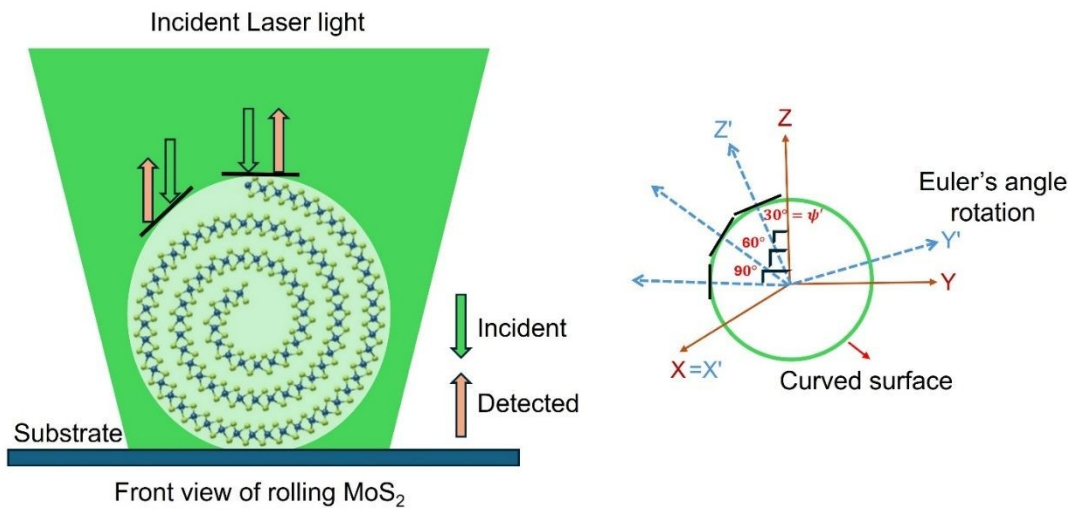 Incident Laser light
Incident
Detected
Substrate
Front view of rolling MoS₂
Z
Z'
30° = ψ'
60°
90°
Euler's angle
rotation
Y'
Y
X =X'
Curved surface